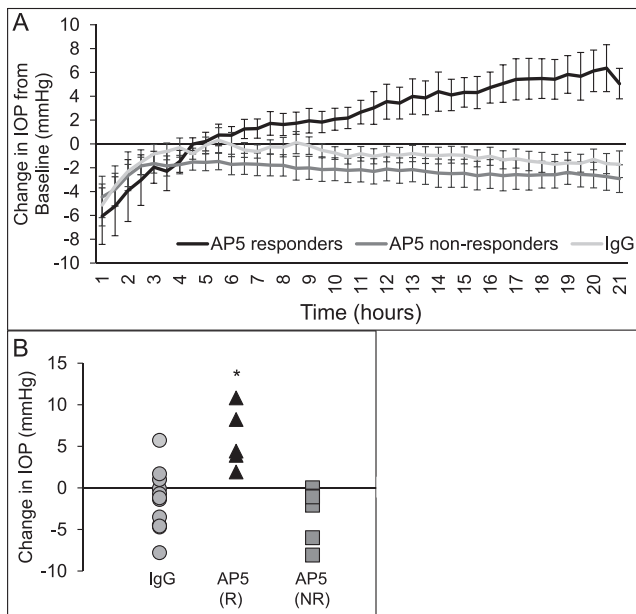 A
Change in IOP from
Baseline (mmHg)
10
8
6
4
2
0
-2
-4
-6
-8
-10
AP5 responders AP5 non-responders IgG
1 2 3 4 5 6 7 8 9 10 11 12 13 14 15 16 17 18 19 20 21
Time (hours)
B
Change in IOP (mmHg)
15
10
5
0
-5
-10
*
IgG AP5 AP5
(R) (NR)